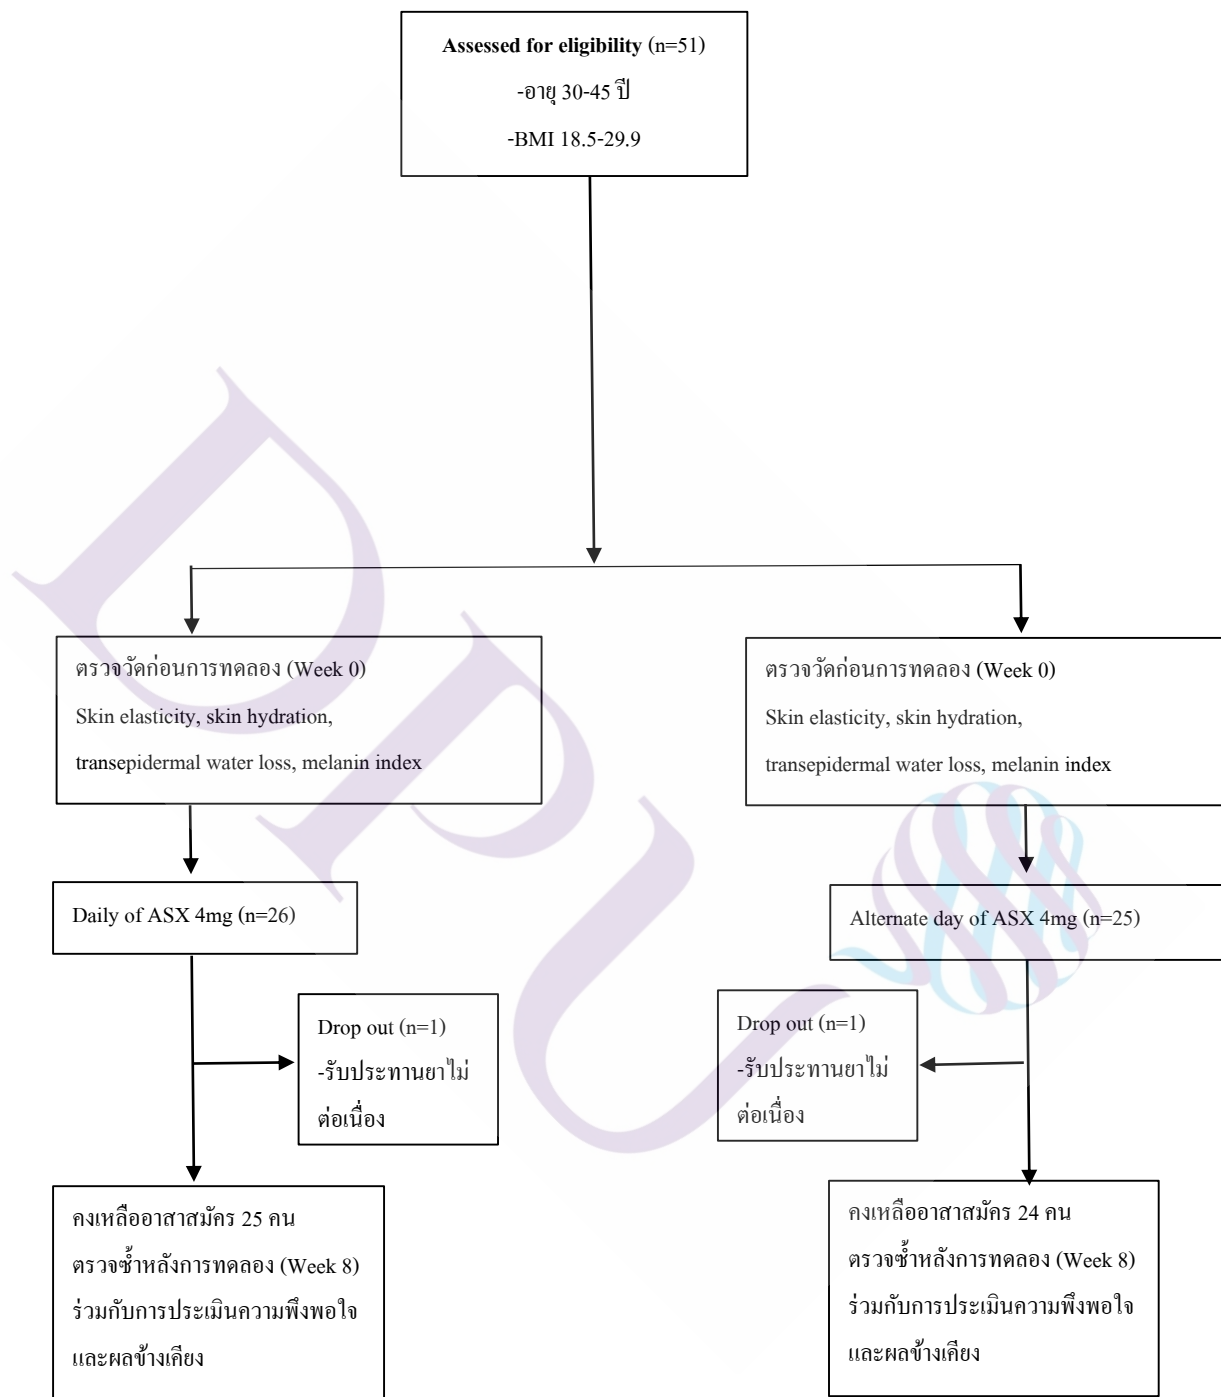 Assessed for eligibility (n=51)
-อายุ 30-45 ปี
-BMI 18.5-29.9
ตรวจวัดก่อนการทดลอง (Week 0)
Skin elasticity, skin hydration,
transepidermal water loss, melanin index
ตรวจวัดก่อนการทดลอง (Week 0)
Skin elasticity, skin hydration,
transepidermal water loss, melanin index
Daily of ASX 4mg (n=26)
Alternate day of ASX 4mg (n=25)
Drop out (n=1)
-รับประทานยาไม่
ต่อเนื่อง
Drop out (n=1)
-รับประทานยาไม่
ต่อเนื่อง
คงเหลืออาสาสมัคร 25 คน
ตรวจซ้ำหลังการทดลอง (Week 8)
ร่วมกับการประเมินความพึงพอใจ
และผลข้างเคียง
คงเหลืออาสาสมัคร 24 คน
ตรวจซ้ำหลังการทดลอง (Week 8)
ร่วมกับการประเมินความพึงพอใจ
และผลข้างเคียง
DPU